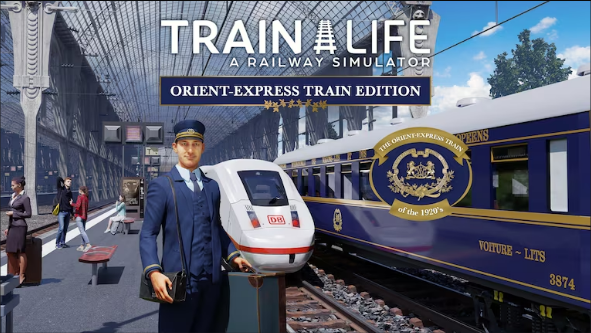 TRAIN LIFE
A RAILWAY SIMULATOR
ORIENT-EXPRESS TRAIN EDITION
THE ORIENT-EXPRESS TRAIN
of the 1920's
DB
VOITURE ~ LITS
3874